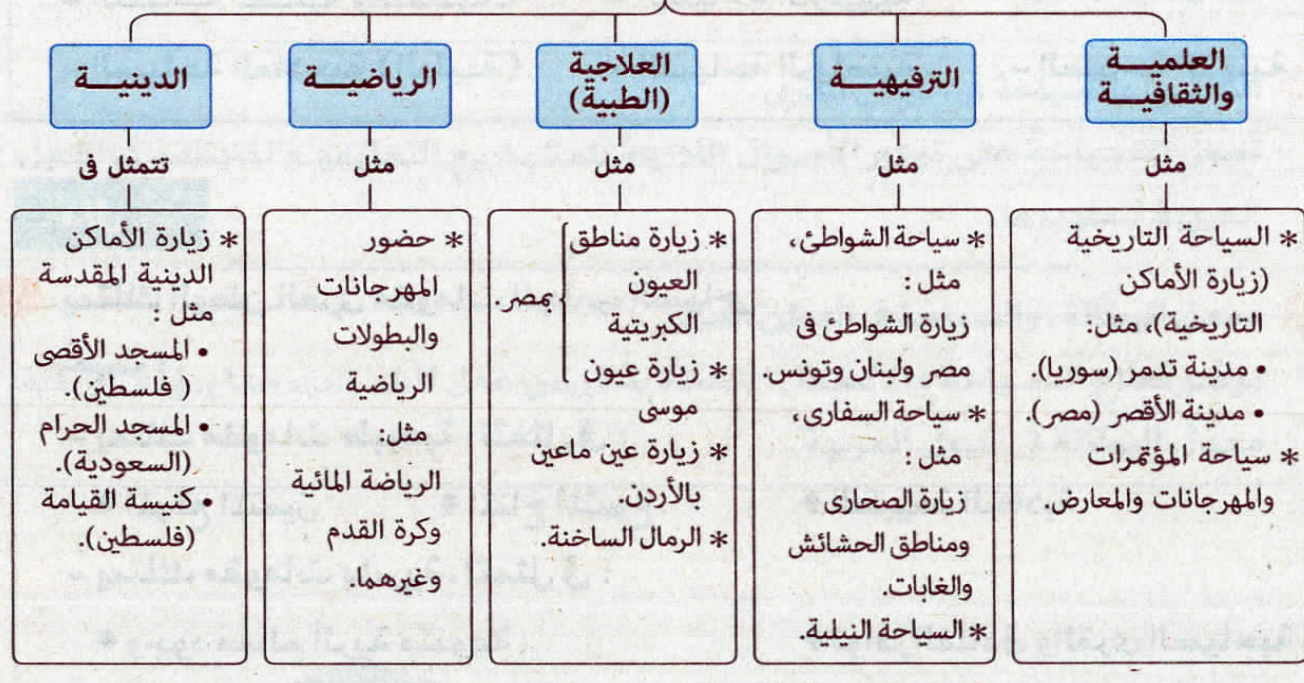 العلمية
والثقافية
مثل
* السياحة التاريخية
(زيارة الأماكن
التاريخية)، مثل:
• مدينة تدمر (سوريا).
• مدينة الأقصر (مصر).
* سياحة المؤتمرات
والمهرجانات والمعارض.
الترفيهية
مثل
* سياحة الشواطئ،
مثل :
زيارة الشواطئ فى
مصر ولبنان وتونس.
* سياحة السفارى ،
مثل :
زيارة الصحارى
ومناطق الحشائش
والغابات.
* السياحة النيلية.
العلاجية
(الطبية)
مثل
* زيارة مناطق
العيون
الكبريتية
* زيارة عيون
موسى
بمصر.
* زيارة عين ماعين
بالأردن.
* الرمال الساخنة.
الرياضية
مثل
* حضور
المهرجانات
والبطولات
الرياضية
مثل:
الرياضة المائية
وكرة القدم
وغيرهما.
الدينية
تتمثل فى
* زيارة الأماكن
الدينية المقدسة
مثل :
• المسجد الأقصى
( فلسطين).
• المسجد الحرام
(السعودية).
• كنيسة القيامة
(فلسطين).